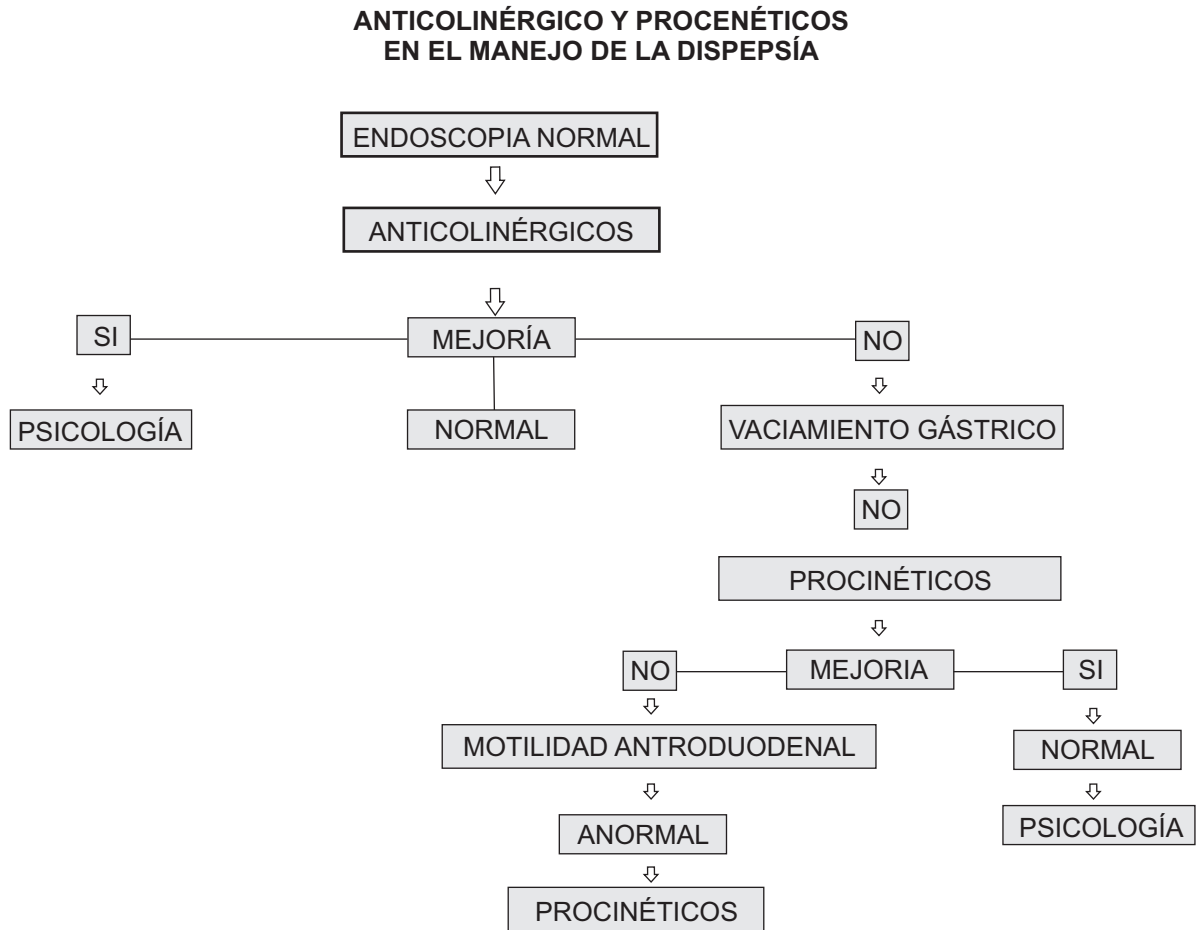 ANTICOLINÉRGICO Y PROCENÉTICOS
EN EL MANEJO DE LA DISPEPSÍA
ENDOSCOPIA NORMAL
ANTICOLINÉRGICOS
SI
MEJORÍA
NO
PSICOLOGÍA
NORMAL
VACIAMIENTO GÁSTRICO
NO
PROCINÉTICOS
NO
MEJORIA
SI
MOTILIDAD ANTRODUODENAL
NORMAL
ANORMAL
PSICOLOGÍA
PROCINÉTICOS